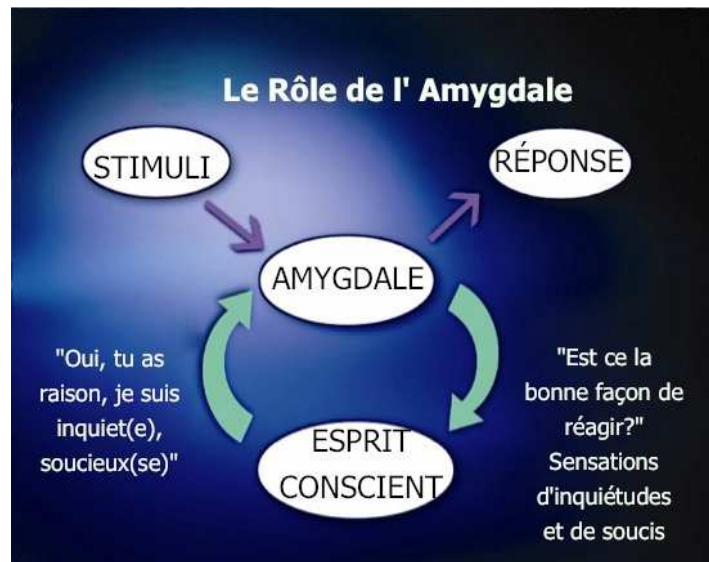 Le Rôle de l' Amygdale
STIMULI
RÉPONSE
AMYGDALE
"Oui, tu as
raison, je suis
inquiet(e),
soucieux(se)"
"Est ce la
bonne façon de
réagir?"
Sensations
d'inquiétudes
et de soucis
ESPRIT
CONSCIENT